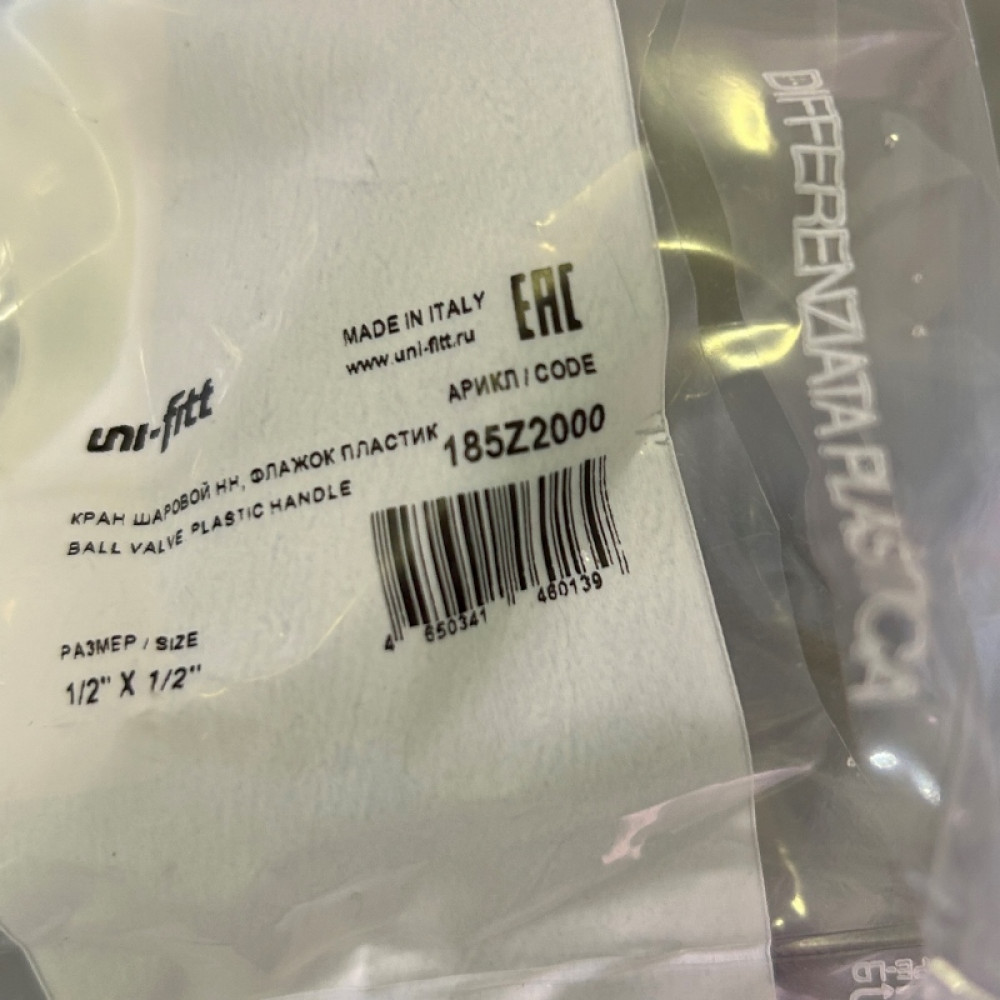 MADE IN ITALY
www.uni-fitt.ru
EAC
uni-fitt
АРИКЛ / CODE
185Z2000
КРАН ШАРОВОЙ НН, ФЛАЖОК ПЛАСТИК
BALL VALVE PLASTIC HANDLE
4 650341 460139
РАЗМЕР / SIZE
1/2" X 1/2"
DIFFERENZIATA PLASTICA